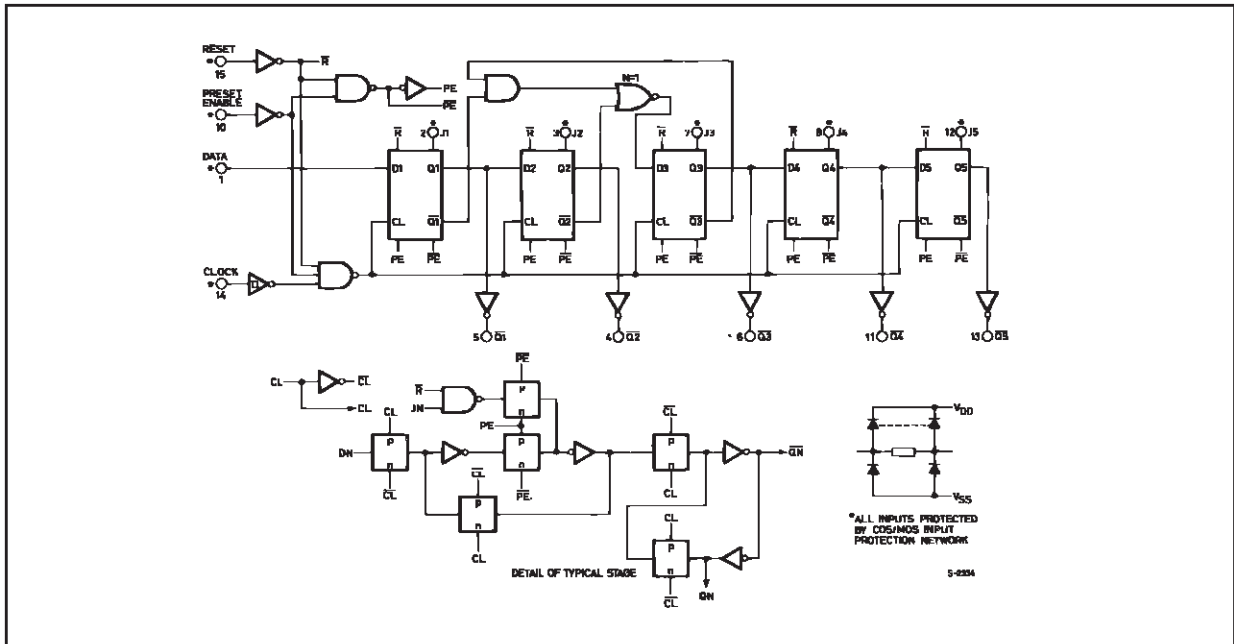 RESET
* 15
R̅
PRESET
ENABLE
* 10
PE
P̅E̅
N=1
DATA
* 1
R̅ 2 * J1
D1 Q1
CL Q̅1̅
PE P̅E̅
R̅ 3 * J2
D2 Q2
CL Q̅2̅
PE P̅E̅
R̅ 7 * J3
D3 Q3
CL Q̅3̅
PE P̅E̅
R̅ * J4
D4 Q4
CL Q̅4̅
PE P̅E̅
12 * J5
D5 Q5
CL Q̅5̅
PE P̅E̅
CLOCK
* 14
5 Q̅1̅
4 Q̅2̅
6 Q̅3̅
11 Q̅4̅
13 Q̅5̅
CL C̅L̅
CL
R̅
JN
P̅E̅
P
n
PE
DN
CL
P
n
C̅L̅
P
n
P̅E̅
C̅L̅
P
n
CL
C̅L̅
P
n
CL
Q̅N̅
CL
P
n
C̅L̅
QN
DETAIL OF TYPICAL STAGE
VDD
VSS
*ALL INPUTS PROTECTED
BY COS/MOS INPUT
PROTECTION NETWORK